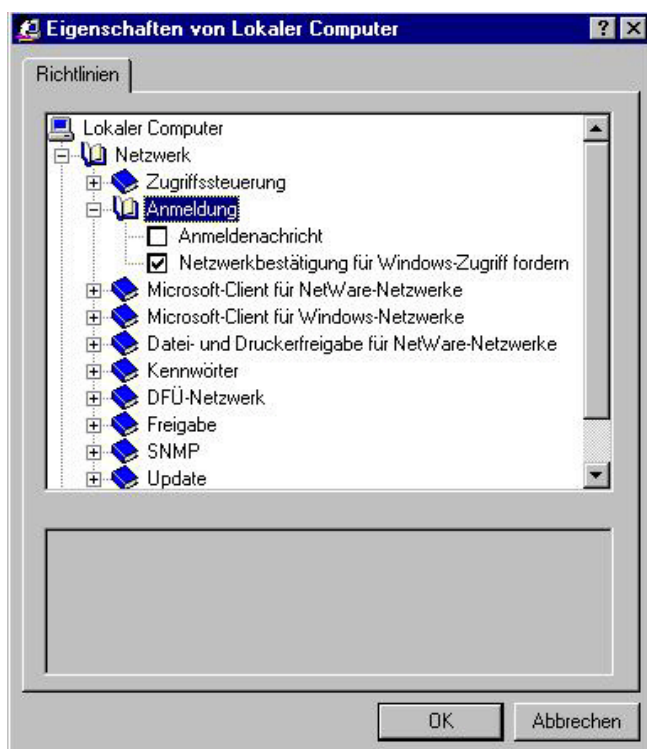 Eigenschaften von Lokaler Computer
Richtlinien
Lokaler Computer
Netzwerk
Zugriffssteuerung
Anmeldung
Anmeldenachricht
Netzwerkbestätigung für Windows-Zugriff fordern
Microsoft-Client für NetWare-Netzwerke
Microsoft-Client für Windows-Netzwerke
Datei- und Druckerfreigabe für NetWare-Netzwerke
Kennwörter
DFÜ-Netzwerk
Freigabe
SNMP
Update
OK
Abbrechen